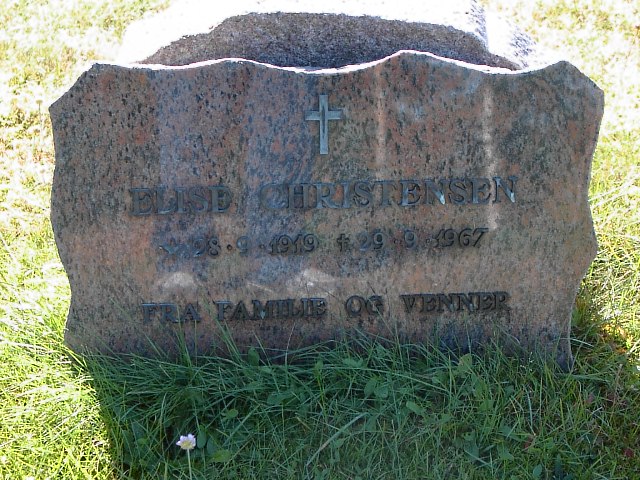 ELISE CHRISTENSEN
* 28·9·1919 † 29·9·1967
FRA FAMILIE OG VENNER